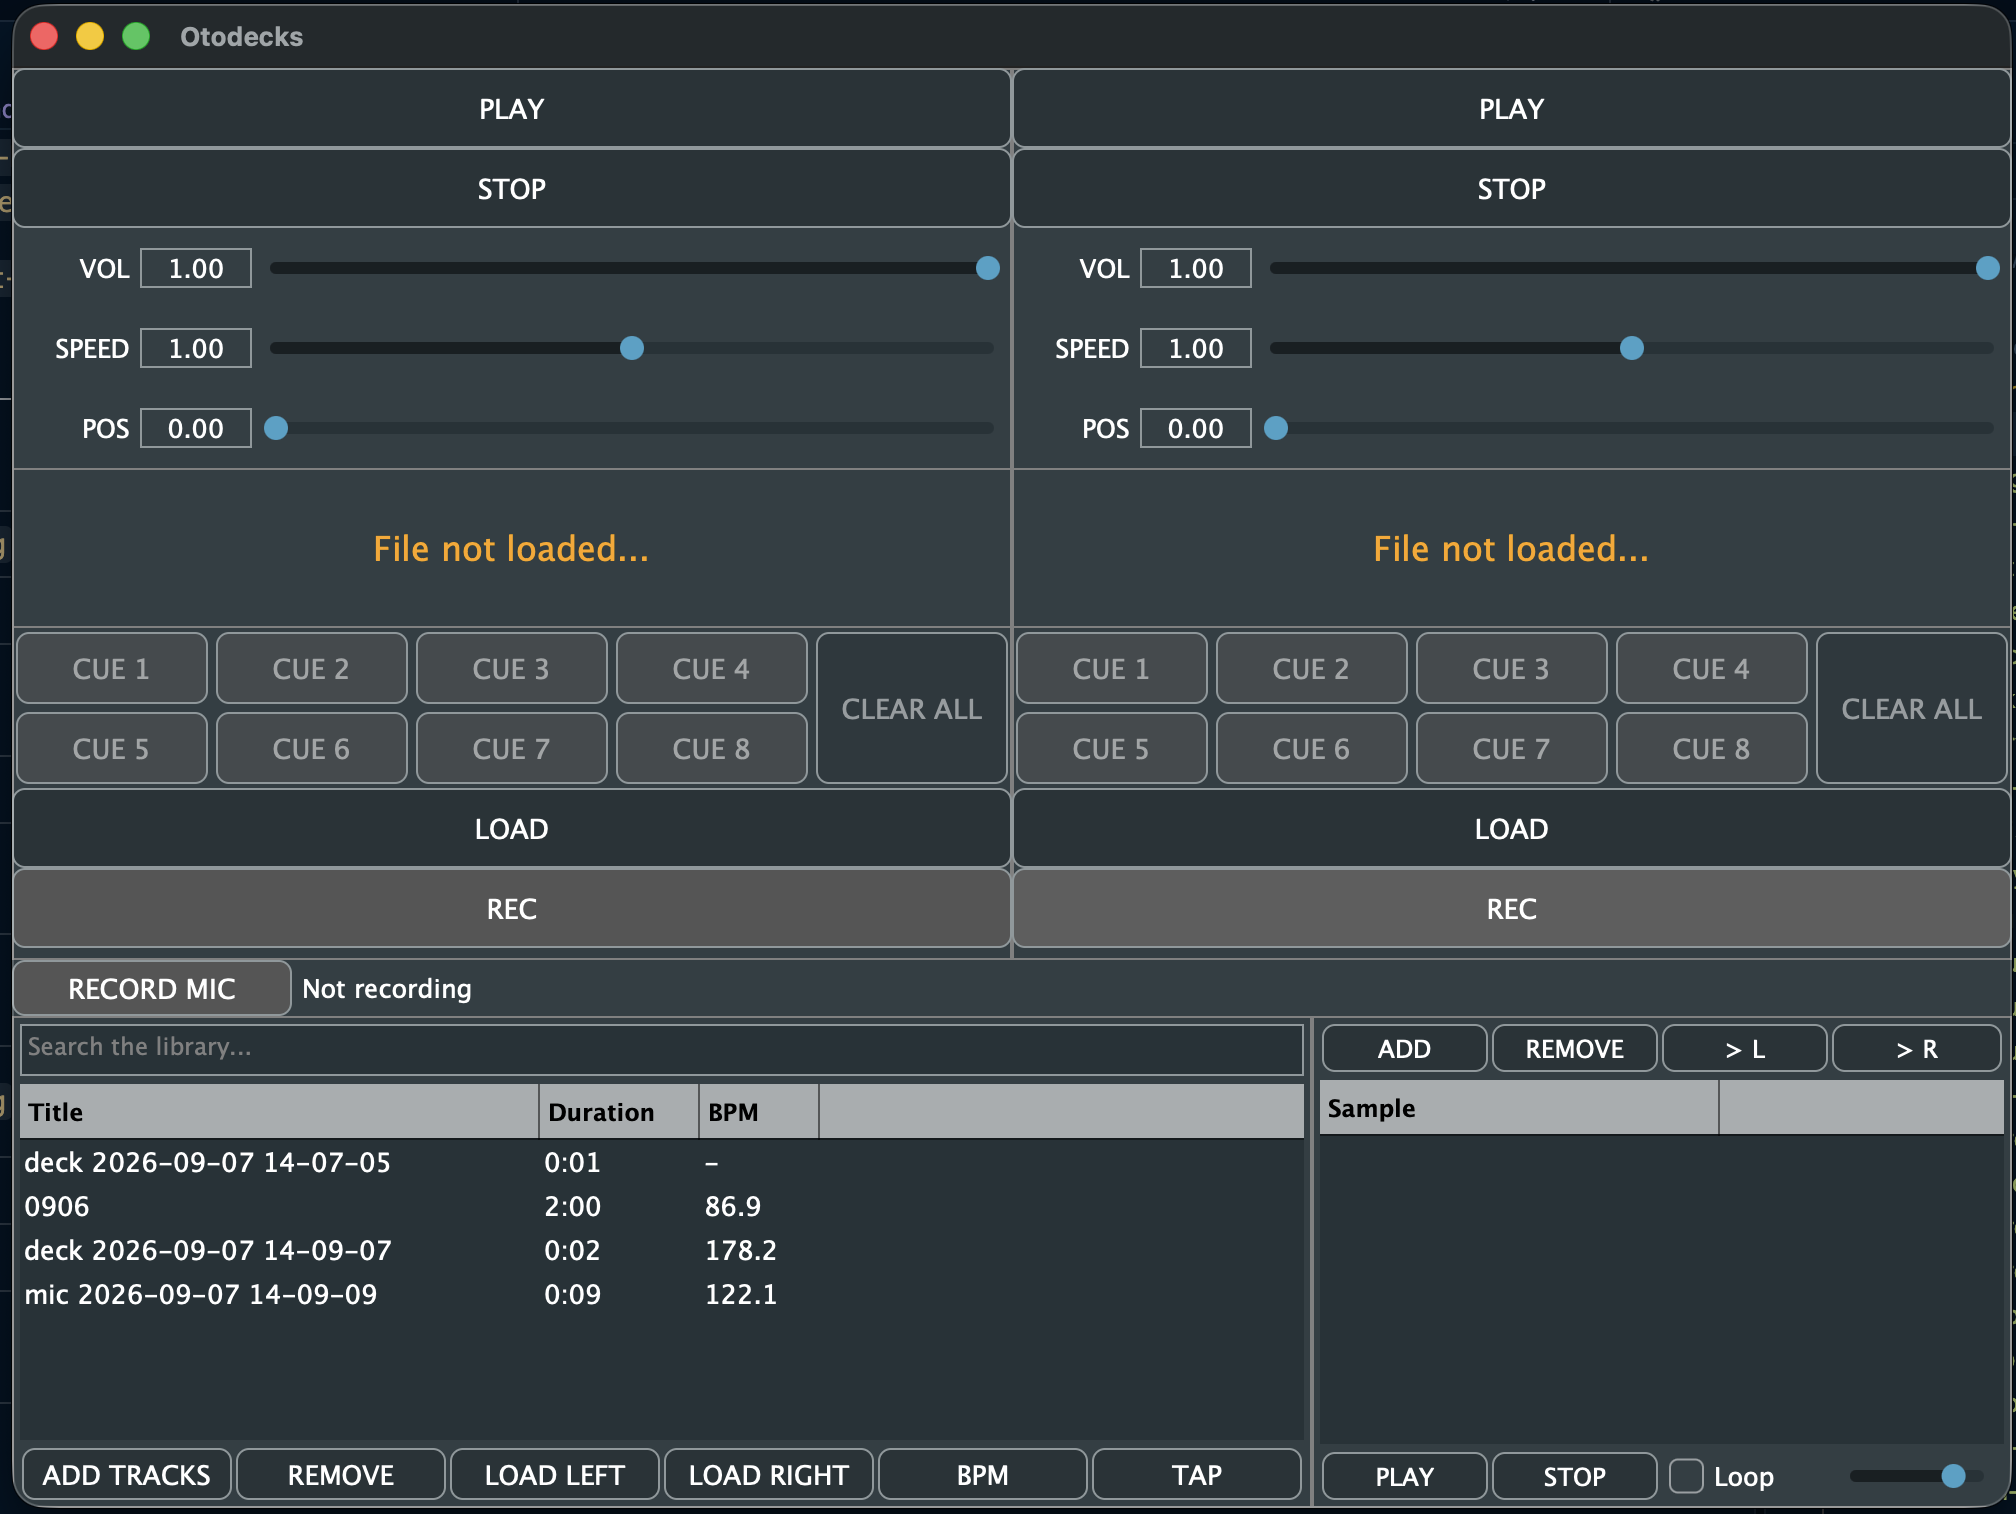 Otodecks
PLAY
STOP
VOL 1.00
SPEED 1.00
POS 0.00
File not loaded...
CUE 1 CUE 2 CUE 3 CUE 4
CLEAR ALL
CUE 5 CUE 6 CUE 7 CUE 8
LOAD
REC
PLAY
STOP
VOL 1.00
SPEED 1.00
POS 0.00
File not loaded...
CUE 1 CUE 2 CUE 3 CUE 4
CLEAR ALL
CUE 5 CUE 6 CUE 7 CUE 8
LOAD
REC
RECORD MIC Not recording
Search the library...
Title Duration BPM
deck 2026-09-07 14-07-05 0:01 -
0906 2:00 86.9
deck 2026-09-07 14-09-07 0:02 178.2
mic 2026-09-07 14-09-09 0:09 122.1
ADD TRACKS REMOVE LOAD LEFT LOAD RIGHT BPM TAP
ADD REMOVE > L > R
Sample
PLAY STOP Loop